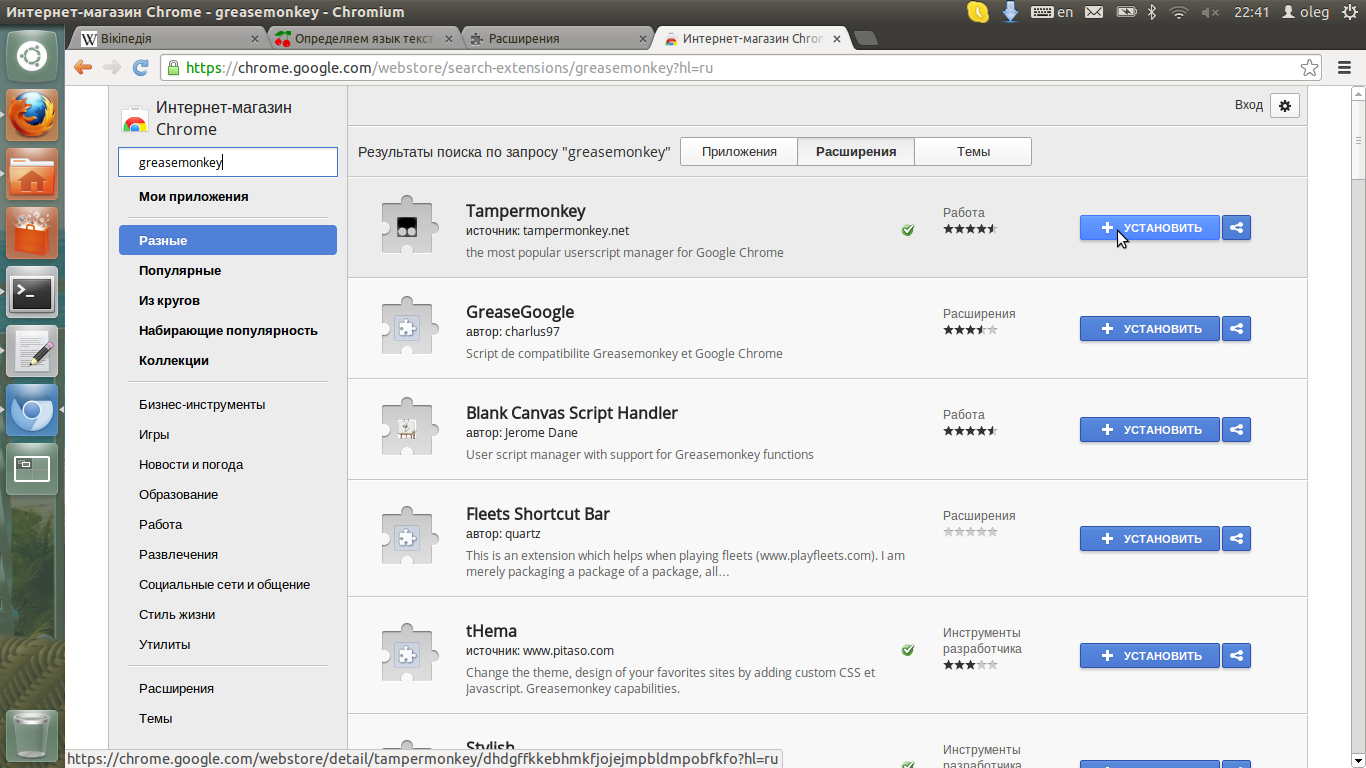 Интернет-магазин Chrome - greasemonkey - Chromium
en
22:41
oleg
Вікіпедія
Определяем язык текст
Расширения
Интернет-магазин Chro
https://chrome.google.com/webstore/search-extensions/greasemonkey?hl=ru
Интернет-магазин
Chrome
greasemonkey
Мои приложения
Разные
Популярные
Из кругов
Набирающие популярность
Коллекции
Бизнес-инструменты
Игры
Новости и погода
Образование
Работа
Развлечения
Социальные сети и общение
Стиль жизни
Утилиты
Расширения
Темы
Вход
Результаты поиска по запросу "greasemonkey"
Приложения
Расширения
Темы
Tampermonkey
источник: tampermonkey.net
the most popular userscript manager for Google Chrome
Работа
УСТАНОВИТЬ
GreaseGoogle
автор: charlus97
Script de compatibilite Greasemonkey et Google Chrome
Расширения
УСТАНОВИТЬ
Blank Canvas Script Handler
автор: Jerome Dane
User script manager with support for Greasemonkey functions
Работа
УСТАНОВИТЬ
Fleets Shortcut Bar
автор: quartz
This is an extension which helps when playing fleets (www.playfleets.com). I am
merely packaging a package of a package, all…
Расширения
УСТАНОВИТЬ
tHema
источник: www.pitaso.com
Change the theme, design of your favorites sites by adding custom CSS et
Javascript. Greasemonkey capabilities.
Инструменты
разработчика
УСТАНОВИТЬ
Stylish
Инструменты
УСТАНОВИТЬ
https://chrome.google.com/webstore/detail/tampermonkey/dhdgffkkebhmkfjojejmpbldmpobfkfo?hl=ru